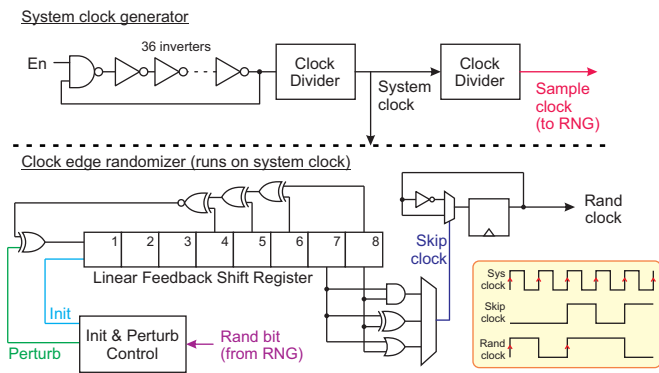 System clock generator
36 inverters
En
Clock
Divider
System
clock
Clock
Divider
Sample
clock
(to RNG)
Clock edge randomizer (runs on system clock)
Rand
clock
1 2 3 4 5 6 7 8
Linear Feedback Shift Register
Skip
clock
Init
Perturb
Init & Perturb
Control
Rand bit
(from RNG)
Sys
clock
Skip
clock
Rand
clock